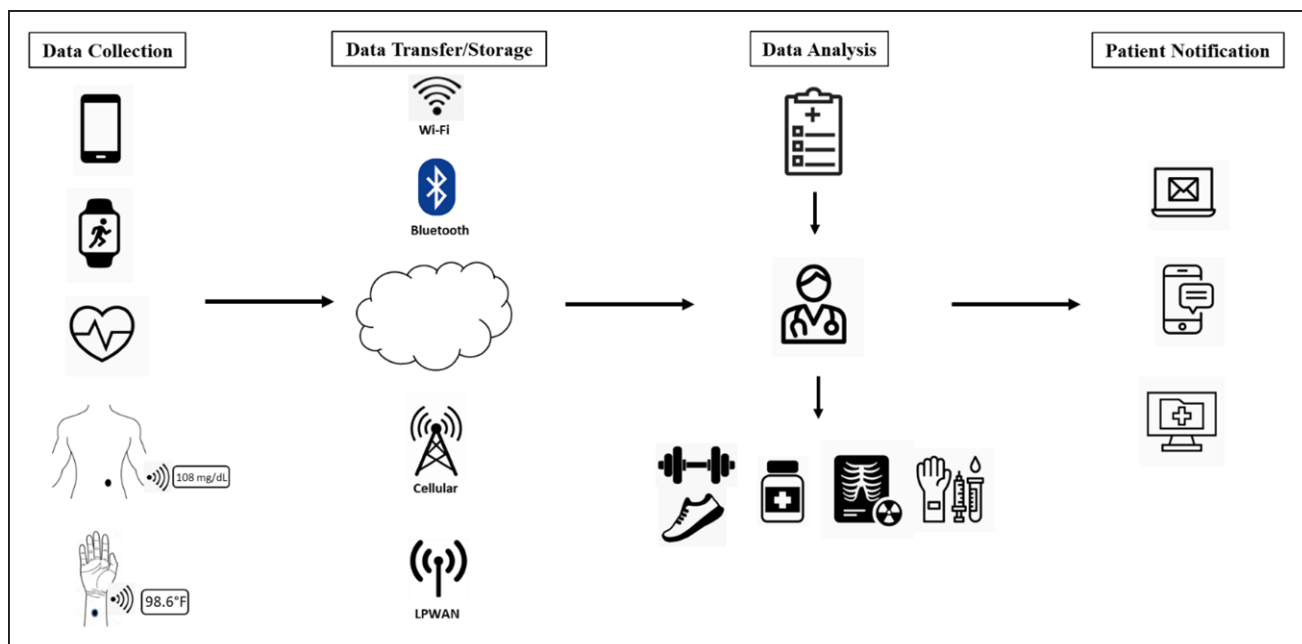 Data Collection
Data Transfer/Storage
Data Analysis
Patient Notification
Wi-Fi
Bluetooth
108 mg/dL
Cellular
98.6°F
LPWAN